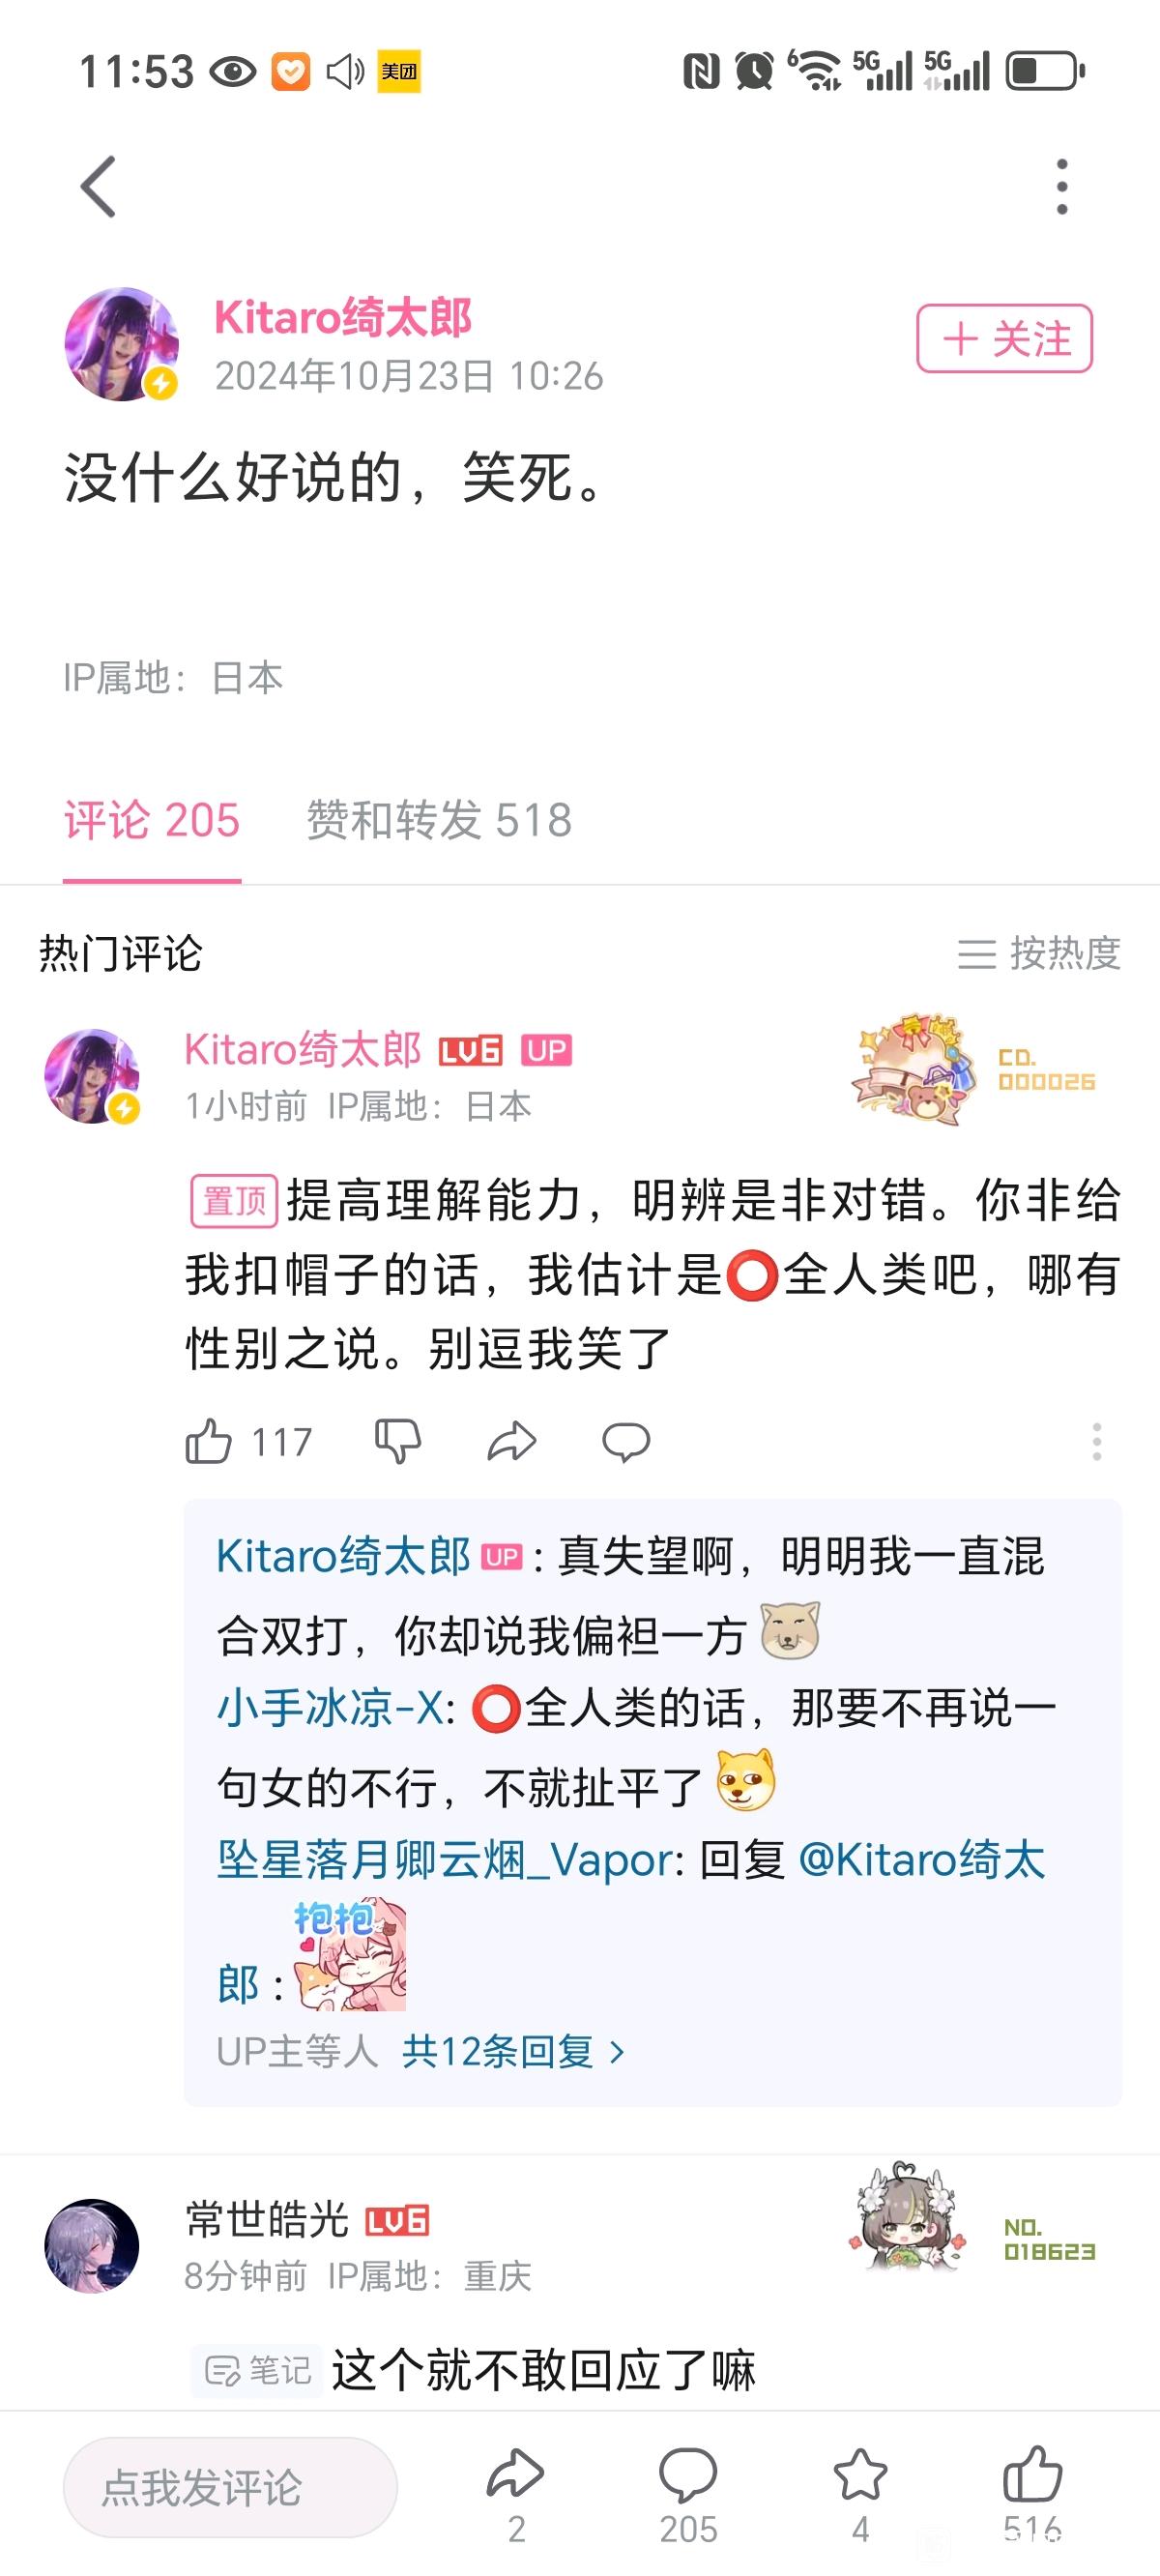 11:53 美团 6 5G 5G
Kitaro绮太郎
2024年10月23日 10:26
+ 关注
没什么好说的，笑死。
IP属地：日本
评论 205 赞和转发 518
热门评论 按热度
Kitaro绮太郎 LV6 UP
1小时前 IP属地：日本
CD.
000026
置顶 提高理解能力，明辨是非对错。你非给
我扣帽子的话，我估计是⭕全人类吧，哪有
性别之说。别逗我笑了
117
Kitaro绮太郎 UP : 真失望啊，明明我一直混
合双打，你却说我偏袒一方
小手冰凉-X: ⭕全人类的话，那要不再说一
句女的不行，不就扯平了
坠星落月卿云烟_Vapor: 回复 @Kitaro绮太
郎 : 抱抱
UP主等人 共12条回复 >
常世皓光 LV6
8分钟前 IP属地：重庆
NO.
018623
笔记 这个就不敢回应了嘛
点我发评论
2 205 4 516